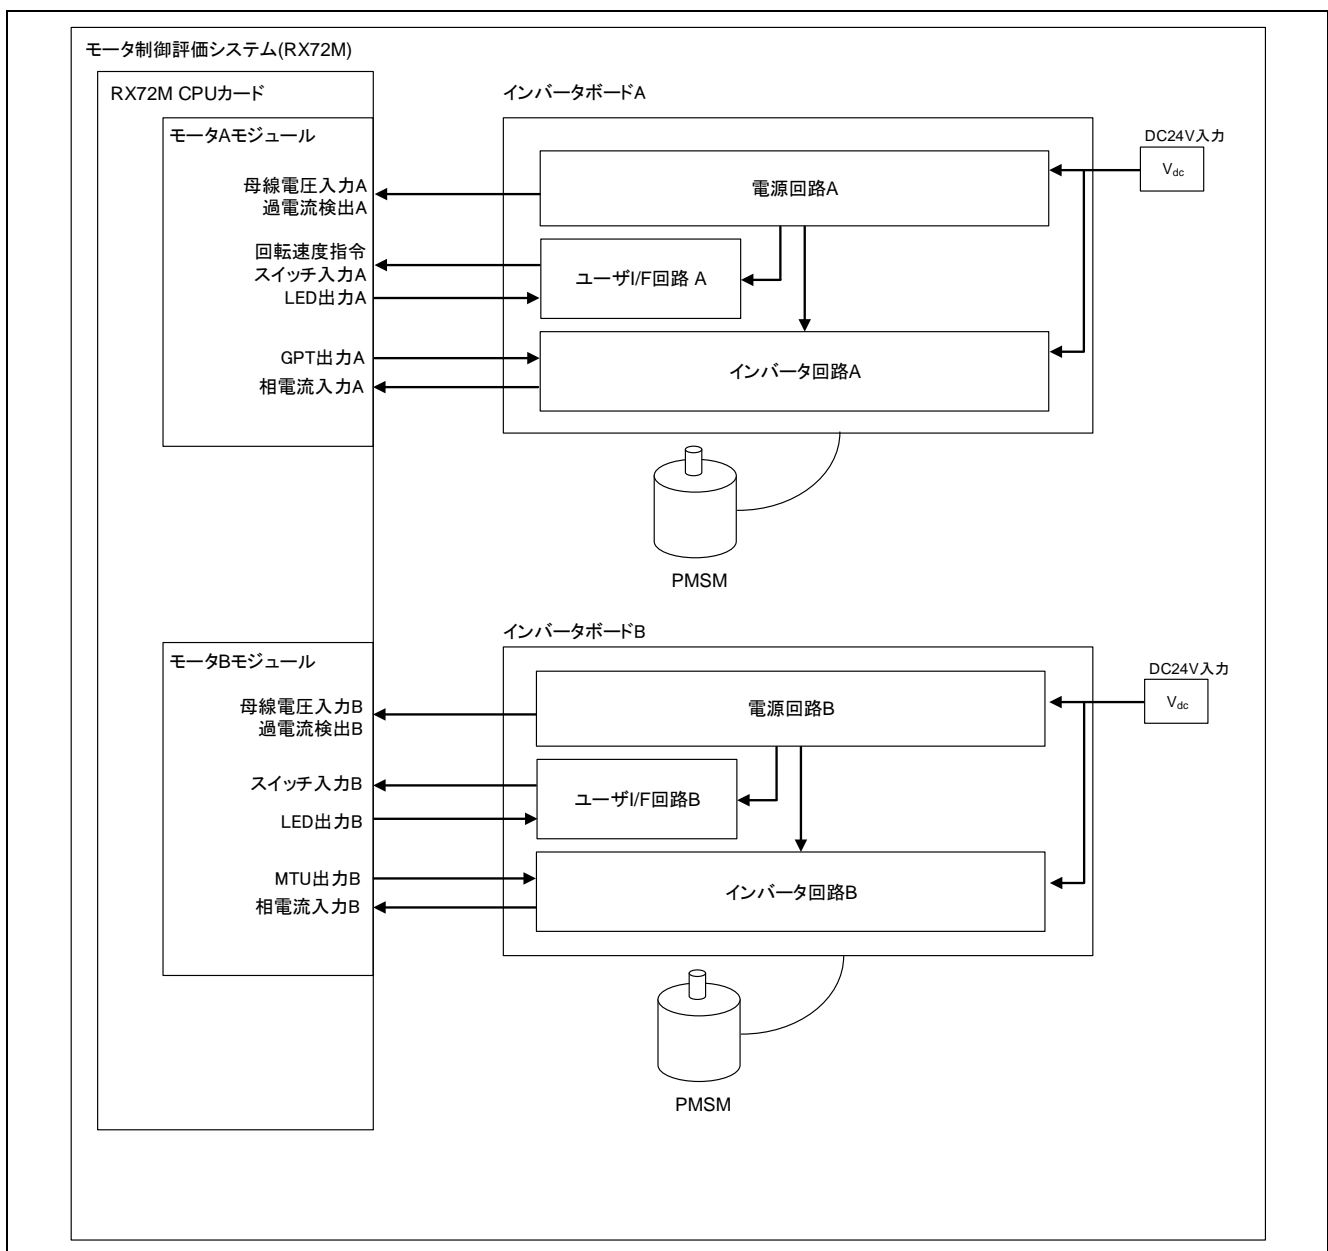 モータ制御評価システム(RX72M)
RX72M CPUカード
モータAモジュール
母線電圧入力A
過電流検出A
回転速度指令
スイッチ入力A
LED出力A
GPT出力A
相電流入力A
インバータボードA
電源回路A
ユーザI/F回路 A
インバータ回路A
DC24V入力
Vdc
PMSM
モータBモジュール
母線電圧入力B
過電流検出B
スイッチ入力B
LED出力B
MTU出力B
相電流入力B
インバータボードB
電源回路B
ユーザI/F回路B
インバータ回路B
DC24V入力
Vdc
PMSM